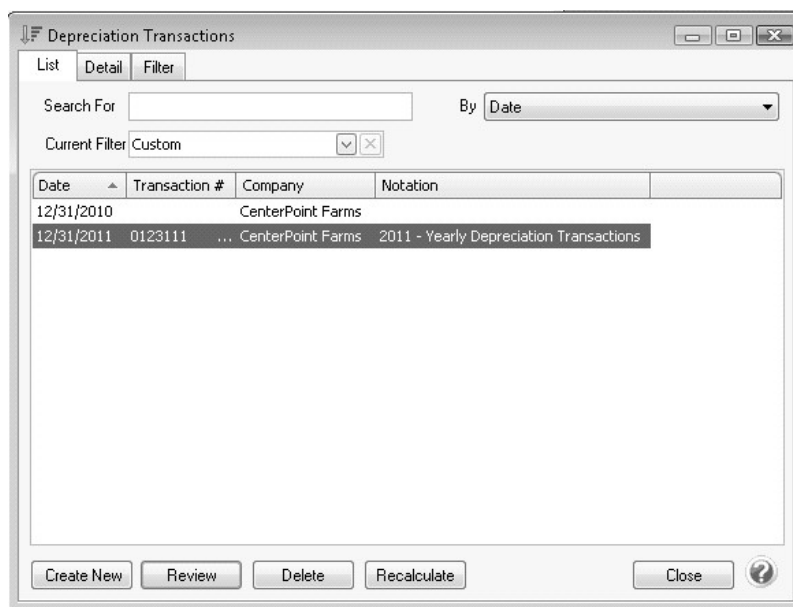 Depreciation Transactions
List Detail Filter
Search For By Date
Current Filter Custom
Date Transaction # Company Notation
12/31/2010 CenterPoint Farms
12/31/2011 0123111 ... CenterPoint Farms 2011 - Yearly Depreciation Transactions
Create New Review Delete Recalculate Close ?